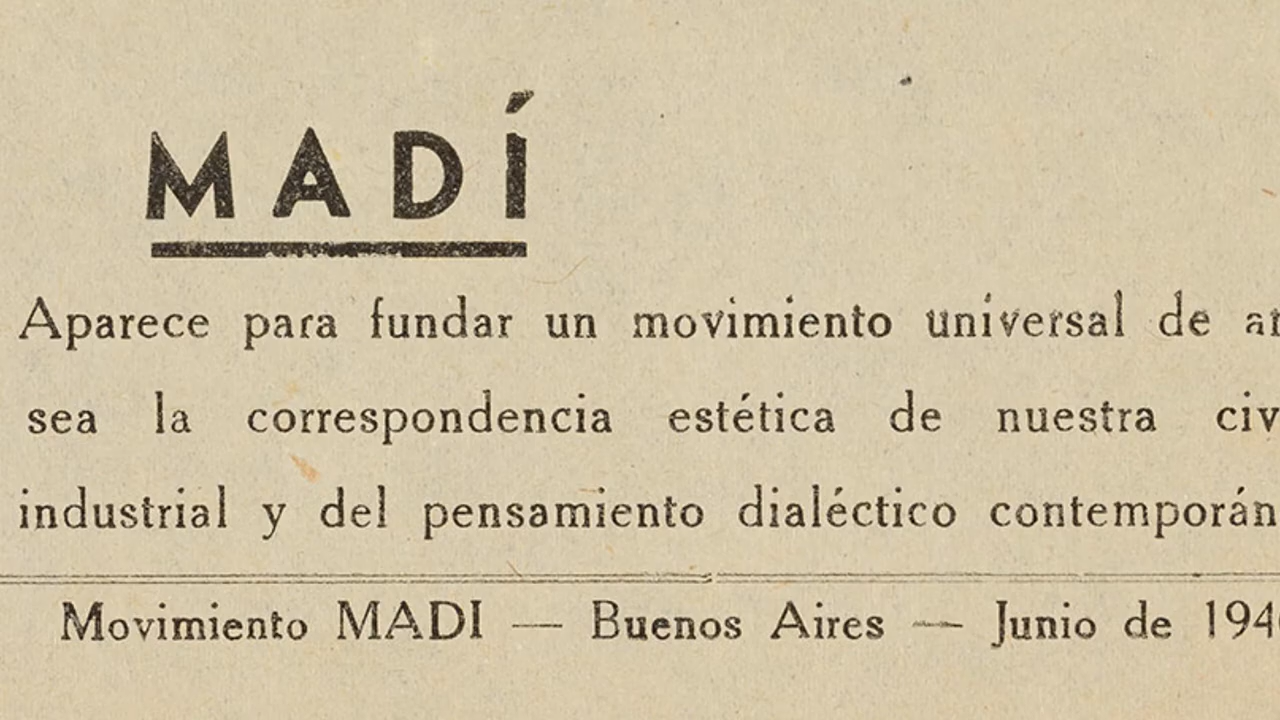 MADÍ
Aparece para fundar un movimiento universal de
sea la correspondencia estética de nuestra
industrial y del pensamiento dialéctico
Movimiento MADI — Buenos Aires — Junio de